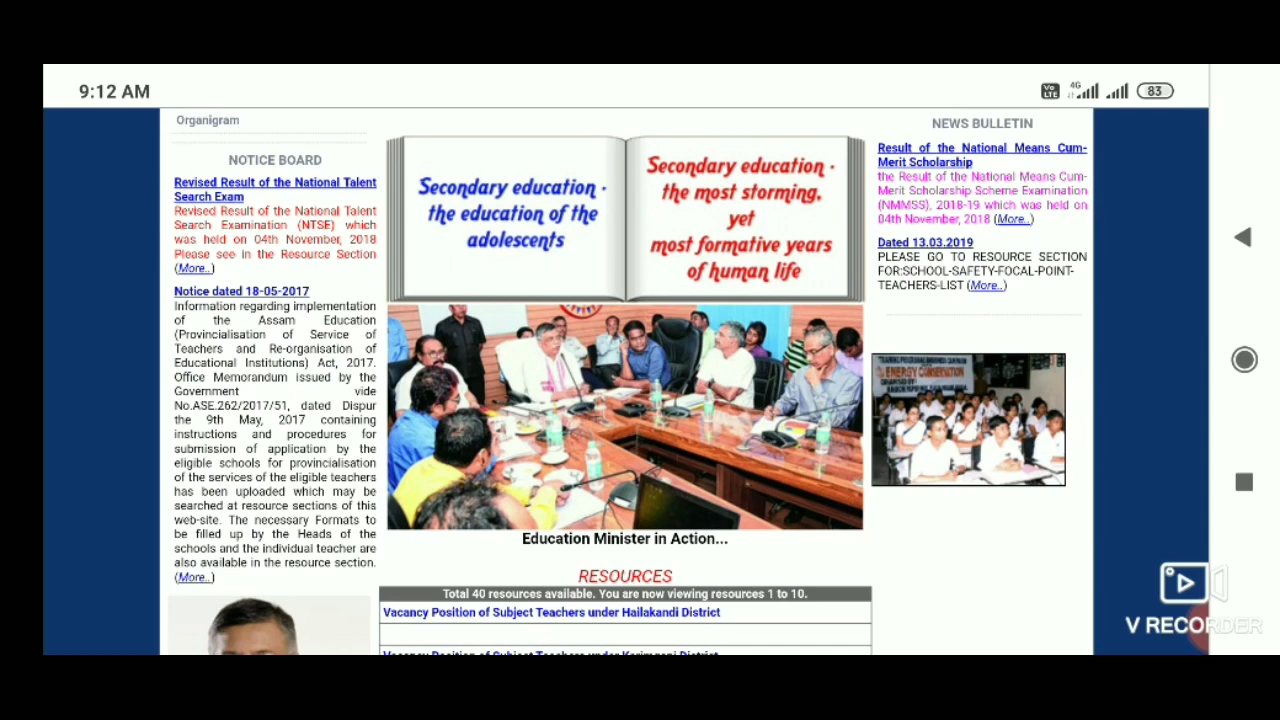 9:12 AM
Vo LTE
4G
83
Organigram
NOTICE BOARD
Revised Result of the National Talent
Search Exam
Revised Result of the National Talent
Search Examination (NTSE) which
was held on 04th November, 2018
Please see in the Resource Section
(More..)
Notice dated 18-05-2017
Information regarding implementation
of the Assam Education
(Provincialisation of Service of
Teachers and Re-organisation of
Educational Institutions) Act, 2017.
Office Memorandum issued by the
Government vide
No.ASE.262/2017/51, dated Dispur
the 9th May, 2017 containing
instructions and procedures for
submission of application by the
eligible schools for provincialisation
of the services of the eligible teachers
has been uploaded which may be
searched at resource sections of this
web-site. The necessary Formats to
be filled up by the Heads of the
schools and the individual teacher are
also available in the resource section.
(More..)
Secondary education -
the education of the
adolescents
Secondary education -
the most storming,
yet
most formative years
of human life
Education Minister in Action...
RESOURCES
Total 40 resources available. You are now viewing resources 1 to 10.
Vacancy Position of Subject Teachers under Hailakandi District
Vacancy Position of Subject Teachers under Karimganj District
NEWS BULLETIN
Result of the National Means Cum-
Merit Scholarship
the Result of the National Means Cum-
Merit Scholarship Scheme Examination
(NMMSS), 2018-19 which was held on
04th November, 2018 (More..)
Dated 13.03.2019
PLEASE GO TO RESOURCE SECTION
FOR:SCHOOL-SAFETY-FOCAL-POINT-
TEACHERS-LIST (More..)
ENERGY CONSERVATION
V RECORDER